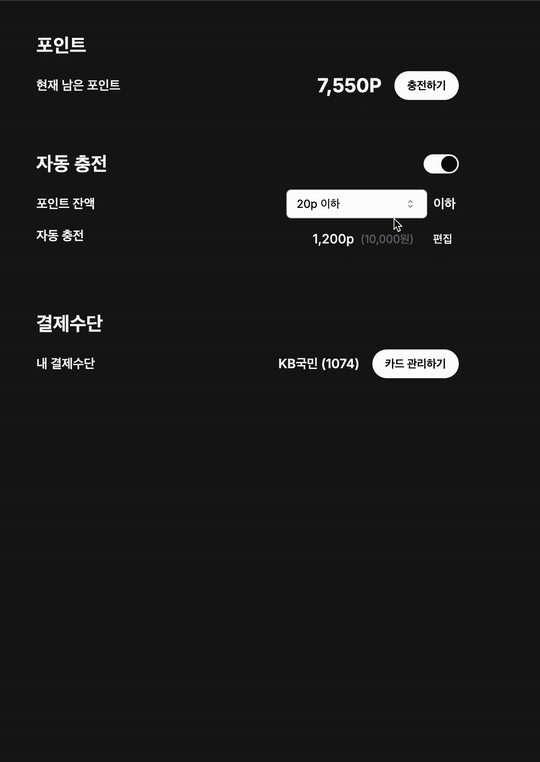 포인트
현재 남은 포인트 7,550P 충전하기
자동 충전
포인트 잔액 20p 이하 이하
자동 충전 1,200p (10,000원) 편집
결제수단
내 결제수단 KB국민 (1074) 카드 관리하기